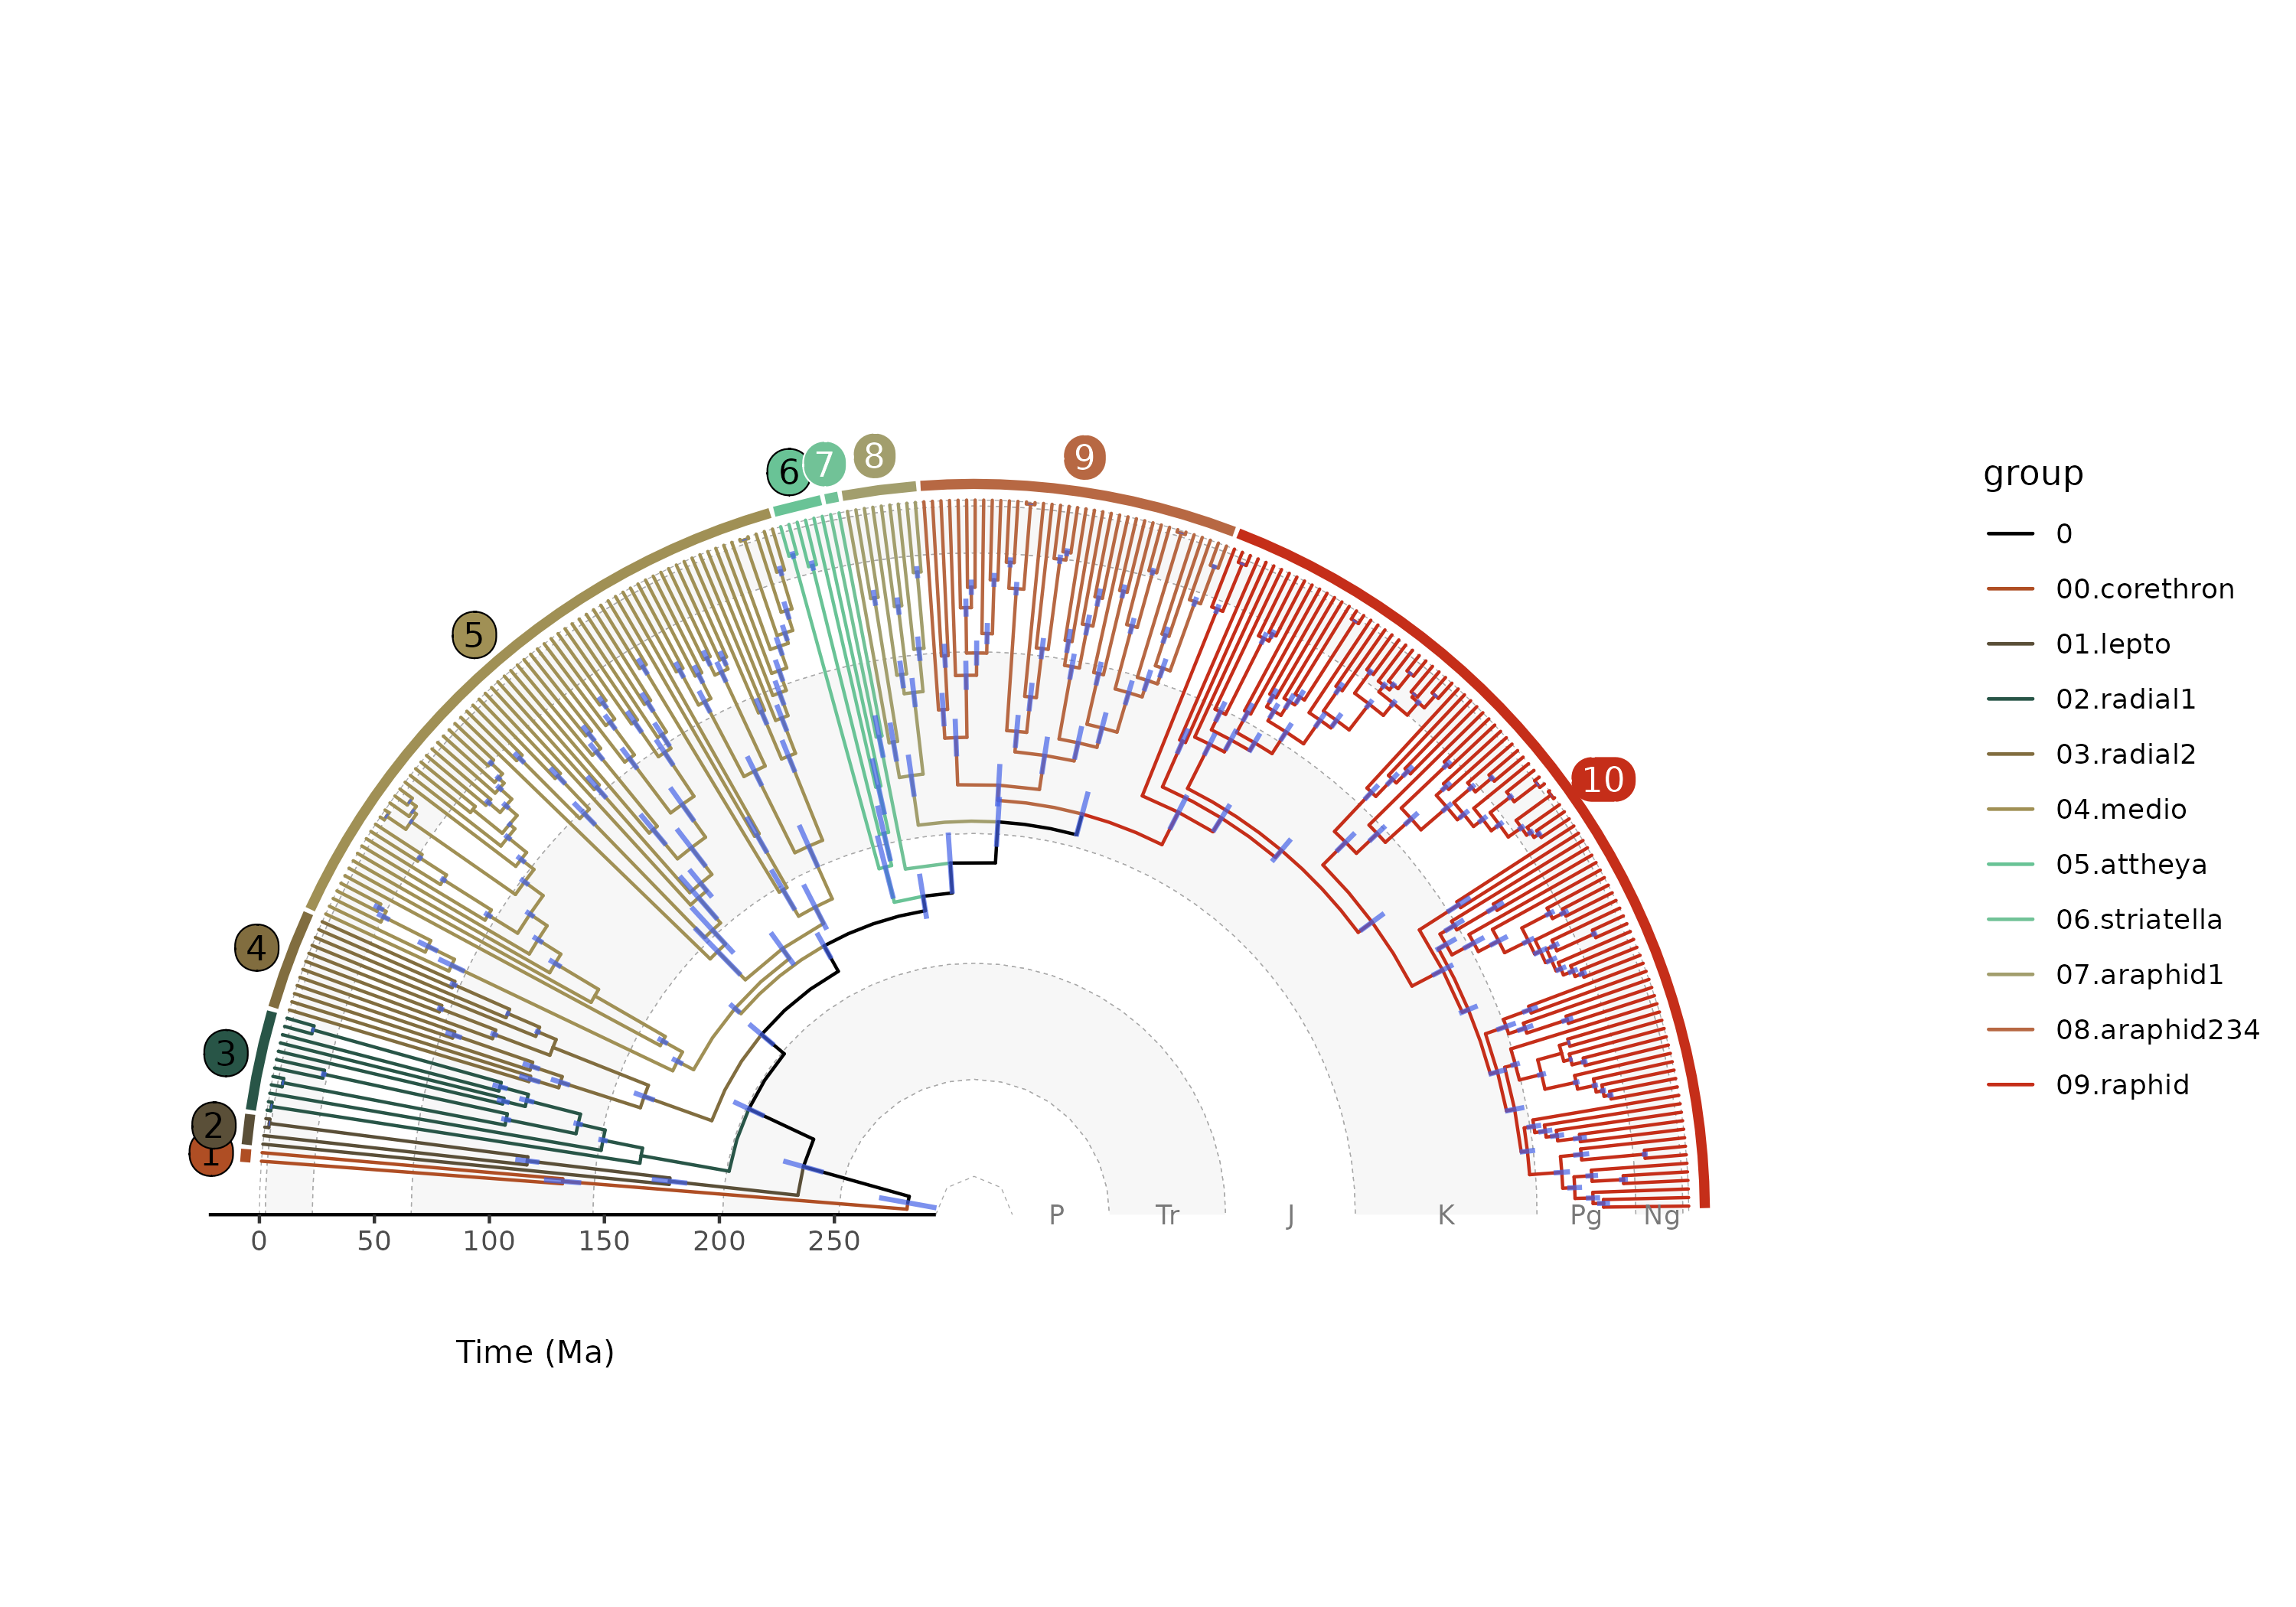 6
7
8
9
5
10
4
3
2
1
P
Tr
J
K
Pg
Ng
0
50
100
150
200
250
Time (Ma)
group
0
00.corethron
01.lepto
02.radial1
03.radial2
04.medio
05.attheya
06.striatella
07.araphid1
08.araphid234
09.raphid